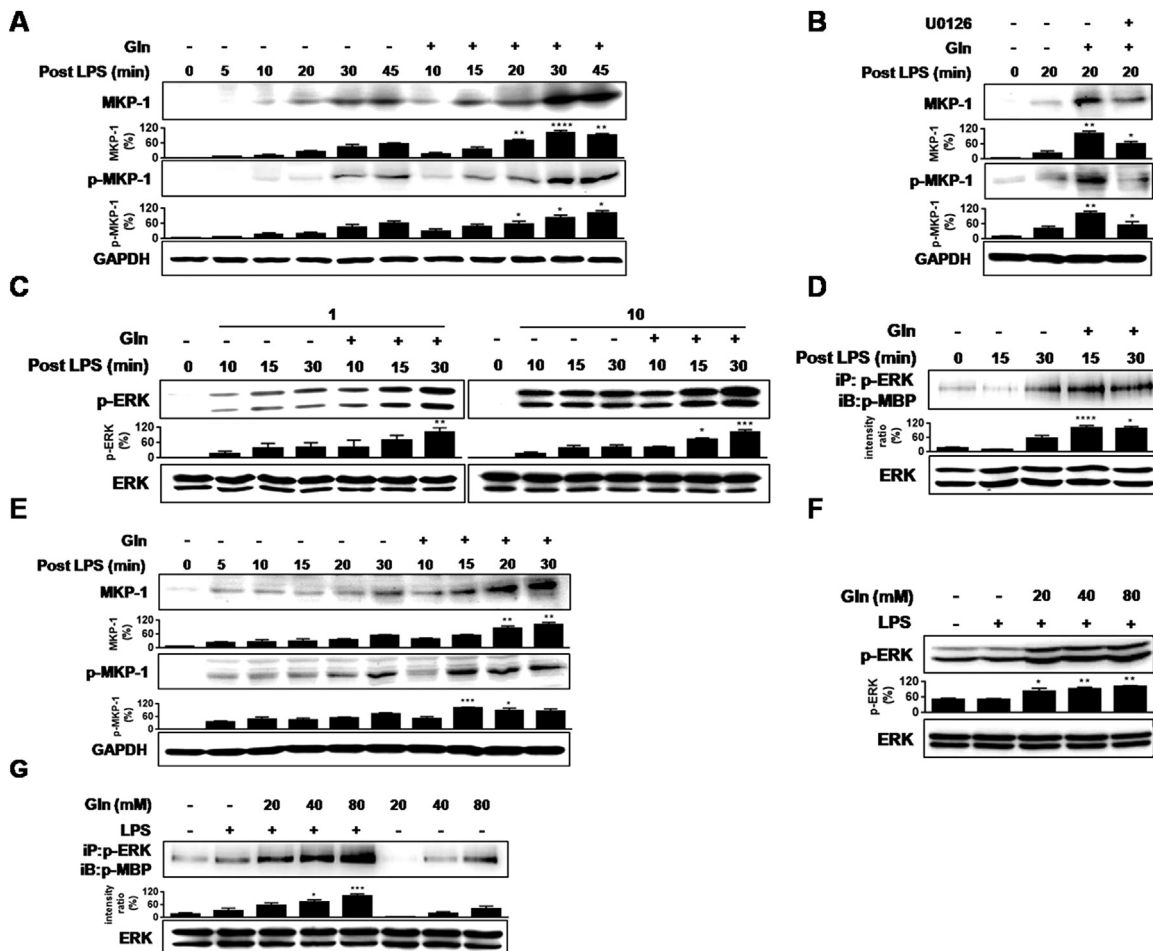 A
Gln - - - - - - + + + + +
Post LPS (min) 0 5 10 20 30 45 10 15 20 30 45
MKP-1
MKP-1 (%) 120 60 0 ** **** **
p-MKP-1
p-MKP-1 (%) 120 60 0 * * *
GAPDH
B
U0126 - - - +
Gln - - + +
Post LPS (min) 0 20 20 20
MKP-1
MKP-1 (%) 120 60 0 ** *
p-MKP-1
p-MKP-1 (%) 120 60 0 ** *
GAPDH
C
1 10
Gln - - - - + + + - - - - + + +
Post LPS (min) 0 10 15 30 10 15 30 0 10 15 30 10 15 30
p-ERK
p-ERK (%) 120 60 0 ** * ***
ERK
D
Gln - - - + +
Post LPS (min) 0 15 30 15 30
iP: p-ERK
iB:p-MBP
intensity ratio (%) 120 60 0 **** *
ERK
E
Gln - - - - - - + + + +
Post LPS (min) 0 5 10 15 20 30 10 15 20 30
MKP-1
MKP-1 (%) 120 60 0 ** **
p-MKP-1
p-MKP-1 (%) 120 60 0 *** *
GAPDH
F
Gln (mM) - - 20 40 80
LPS - + + + +
p-ERK
p-ERK (%) 120 60 0 * ** **
ERK
G
Gln (mM) - - 20 40 80 20 40 80
LPS - + + + + - - -
iP:p-ERK
iB:p-MBP
intensity ratio (%) 120 60 0 * ***
ERK